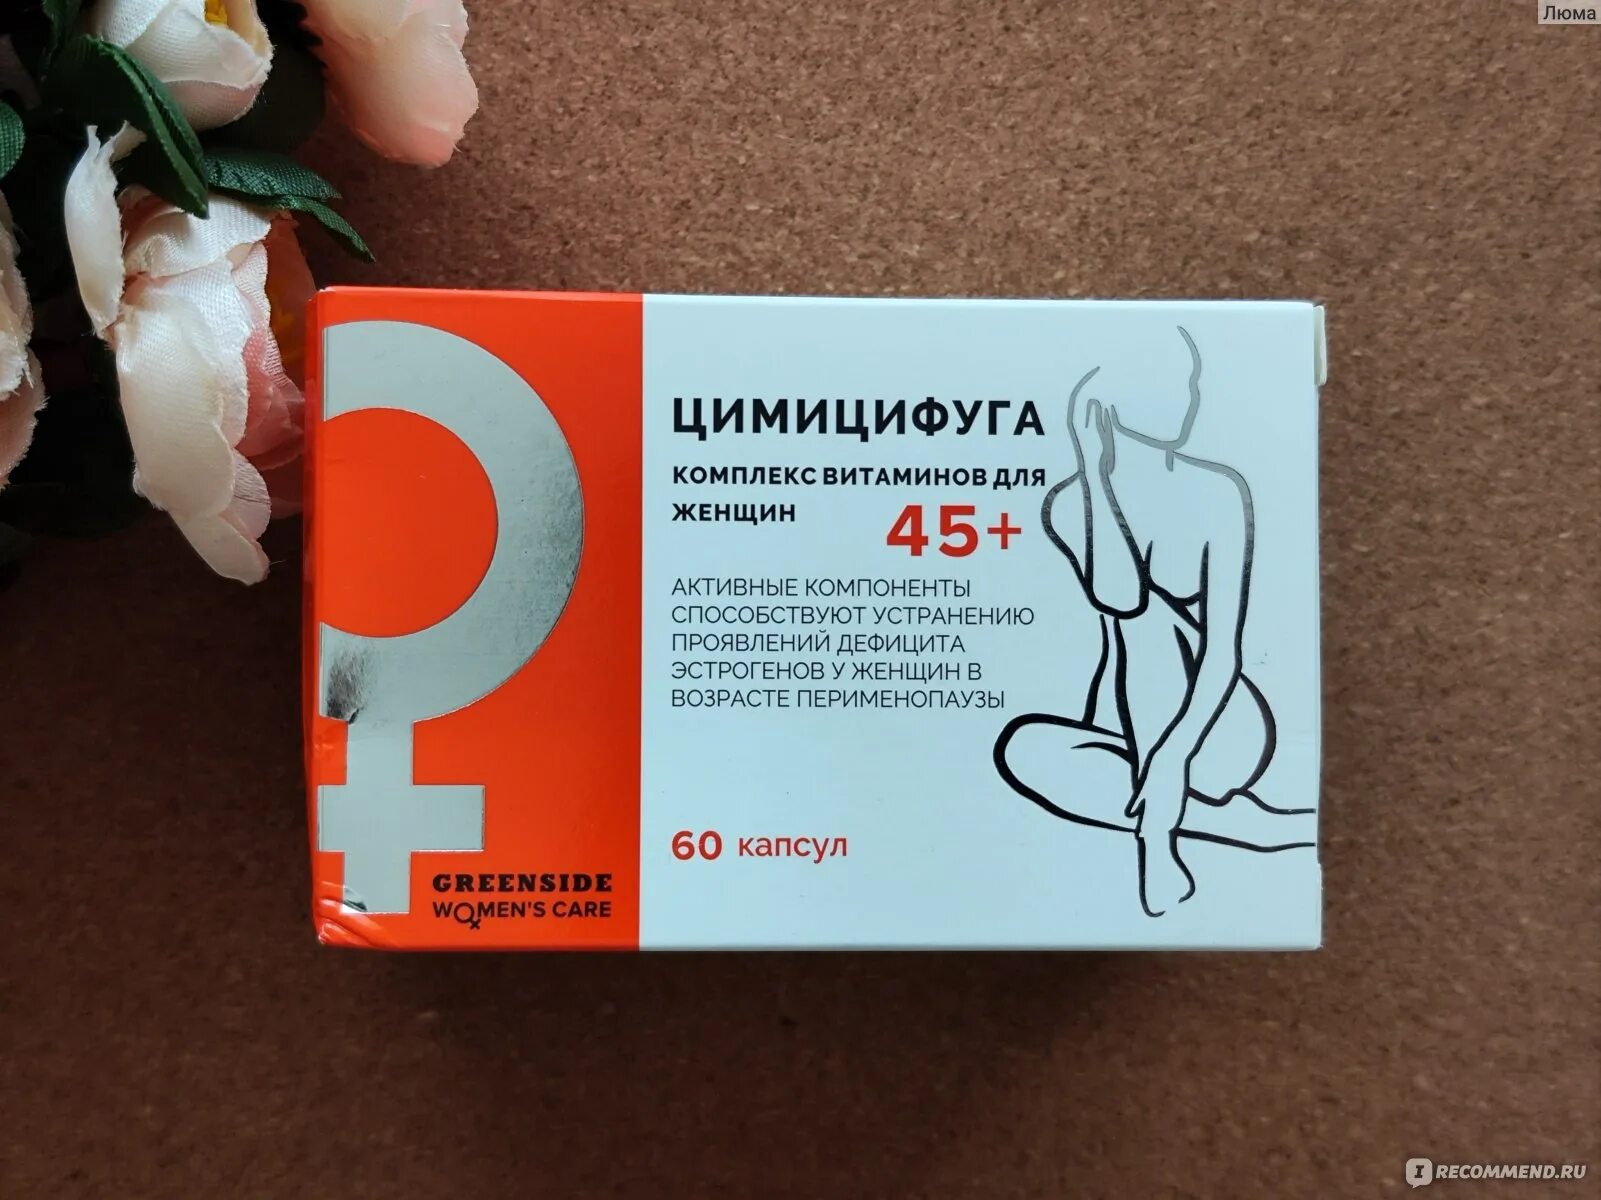 Люма
ЦИМИЦИФУГА
КОМПЛЕКС ВИТАМИНОВ ДЛЯ
ЖЕНЩИН 45+
АКТИВНЫЕ КОМПОНЕНТЫ
СПОСОБСТВУЮТ УСТРАНЕНИЮ
ПРОЯВЛЕНИЙ ДЕФИЦИТА
ЭСТРОГЕНОВ У ЖЕНЩИН В
ВОЗРАСТЕ ПЕРИМЕНОПАУЗЫ
60 капсул
GREENSIDE
WOMEN'S CARE
IRECOMMEND.RU